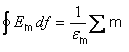 ∮ E_m df = 1/ε_m ∑ m